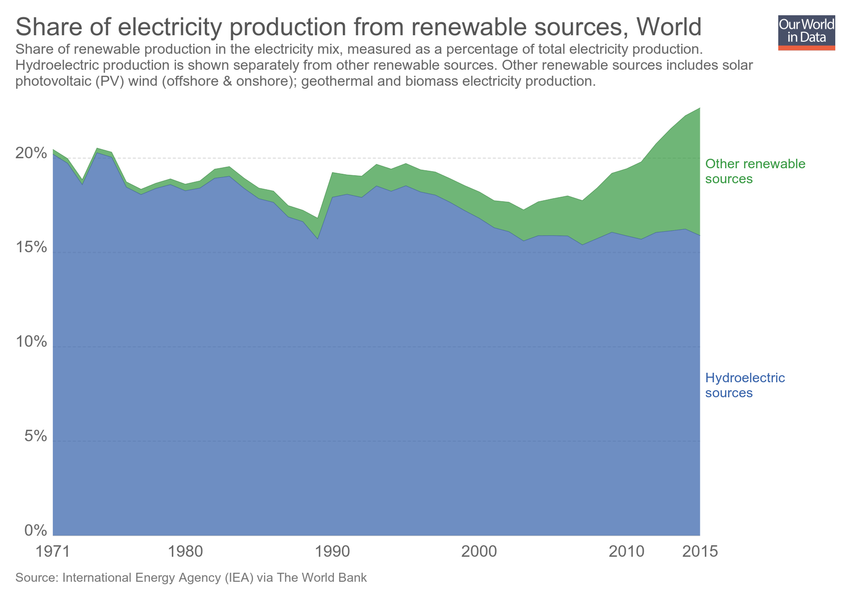 Share of electricity production from renewable sources, World
Our World
in Data
Share of renewable production in the electricity mix, measured as a percentage of total electricity production.
Hydroelectric production is shown separately from other renewable sources. Other renewable sources includes solar
photovoltaic (PV) wind (offshore & onshore); geothermal and biomass electricity production.
20%
Other renewable
sources
15%
10%
Hydroelectric
sources
5%
0%
1971 1980 1990 2000 2010 2015
Source: International Energy Agency (IEA) via The World Bank